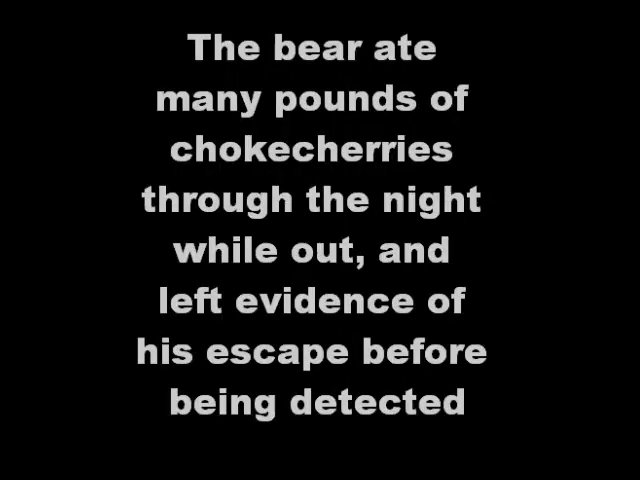 The bear ate
many pounds of
chokecherries
through the night
while out, and
left evidence of
his escape before
being detected